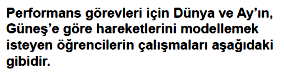 Performans görevleri için Dünya ve Ay’ın,
Güneş’e göre hareketlerini modellemek
isteyen öğrencilerin çalışmaları aşağıdaki
gibidir.